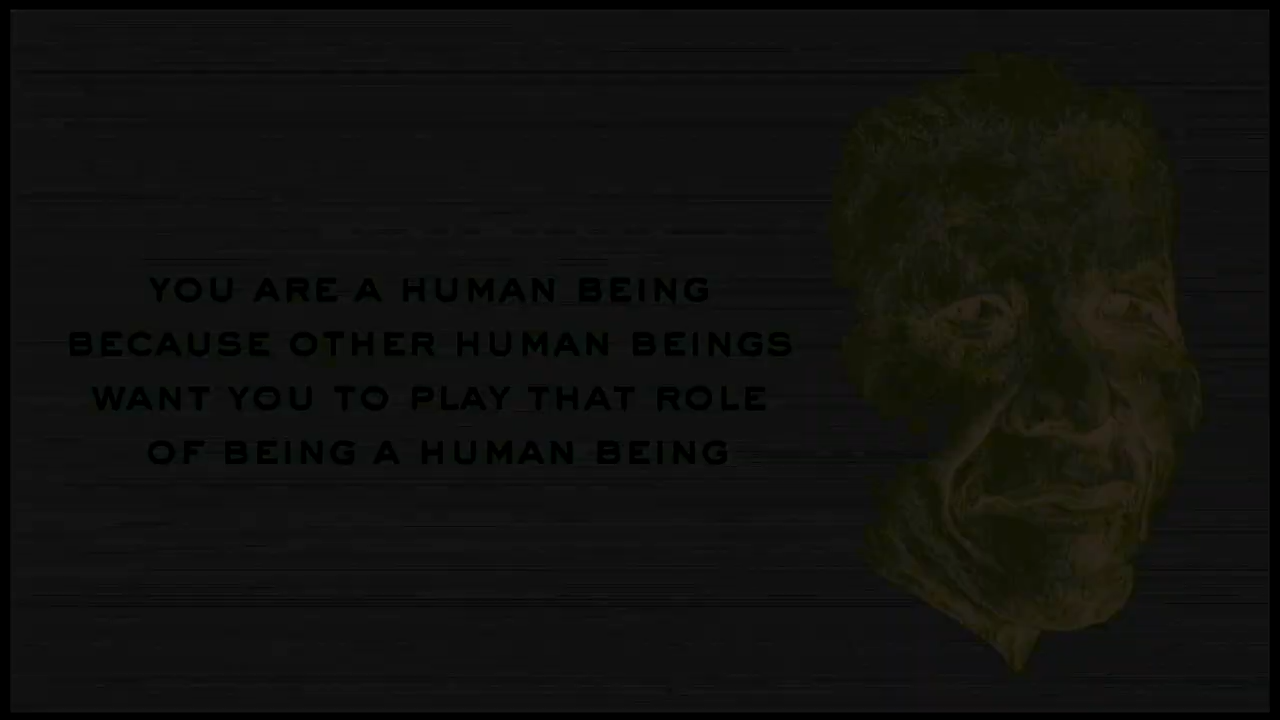 YOU ARE A HUMAN BEING
BECAUSE OTHER HUMAN BEINGS
WANT YOU TO PLAY THAT ROLE
OF BEING A HUMAN BEING